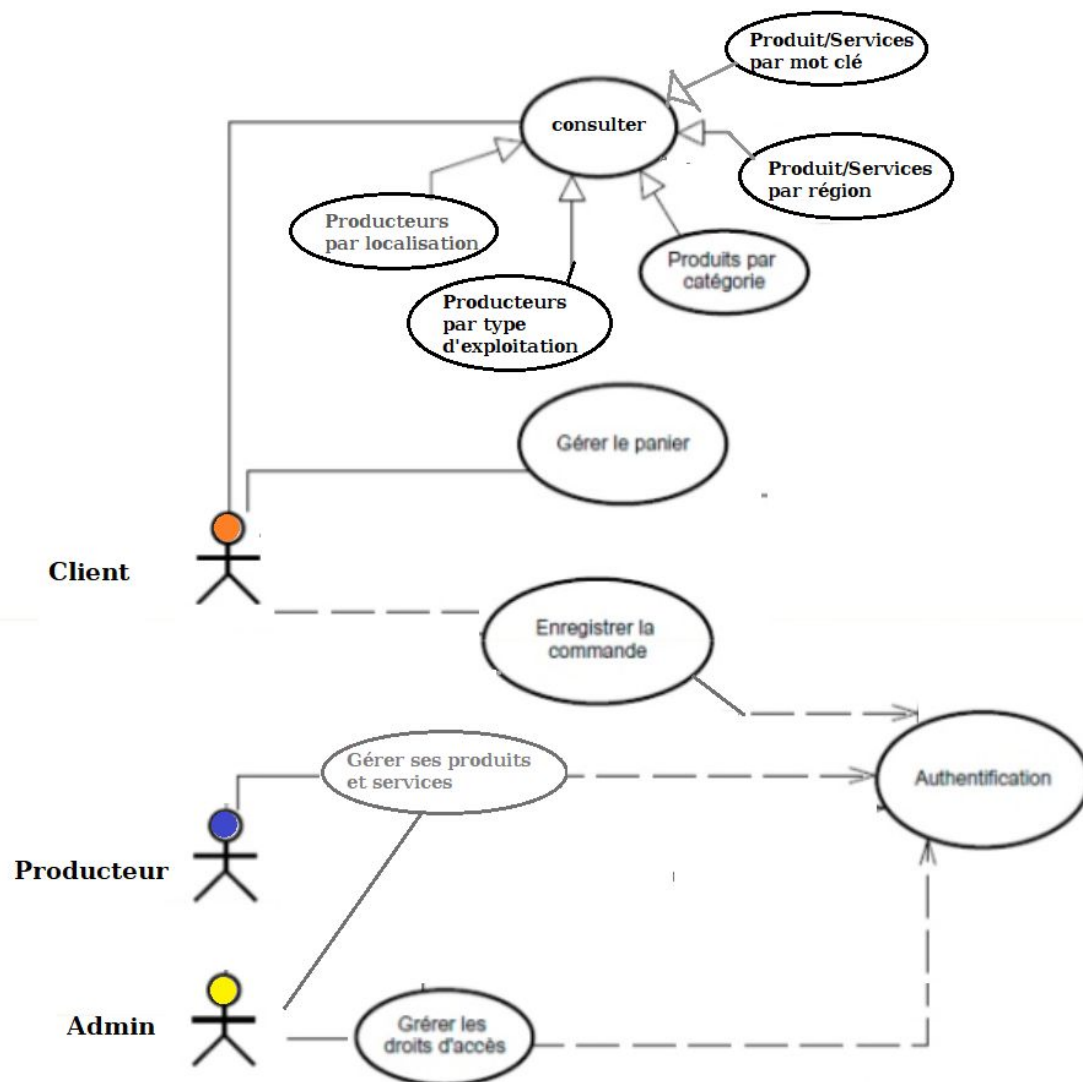 Produit/Services
par mot clé
consulter
Produit/Services
par région
Producteurs
par localisation
Produits par
catégorie
Producteurs
par type
d'exploitation
Gérer le panier
Client
Enregistrer la
commande
Gérer ses produits
et services
Authentification
Producteur
Admin
Grérer les
droits d'accès